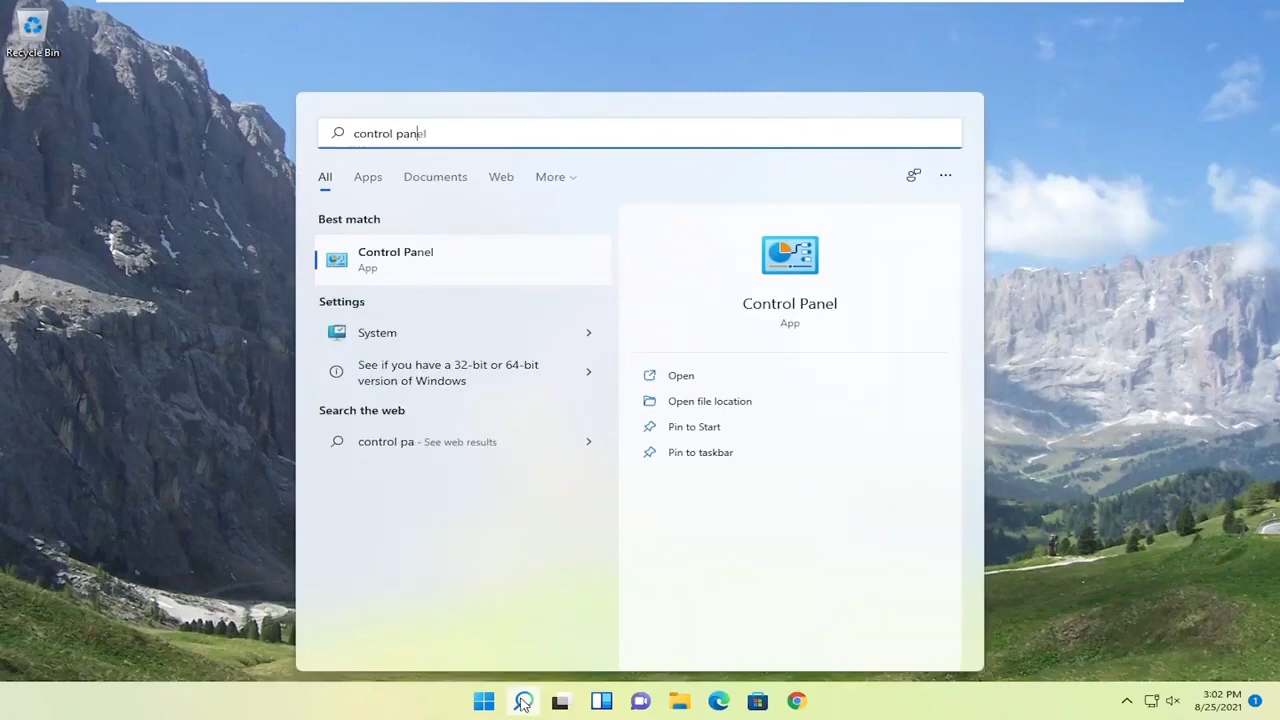 Recycle Bin
control panel
All Apps Documents Web More
Best match
Control Panel
App
Settings
System
See if you have a 32-bit or 64-bit
version of Windows
Search the web
control pa - See web results
Control Panel
App
Open
Open file location
Pin to Start
Pin to taskbar
3:02 PM
8/25/2021
1